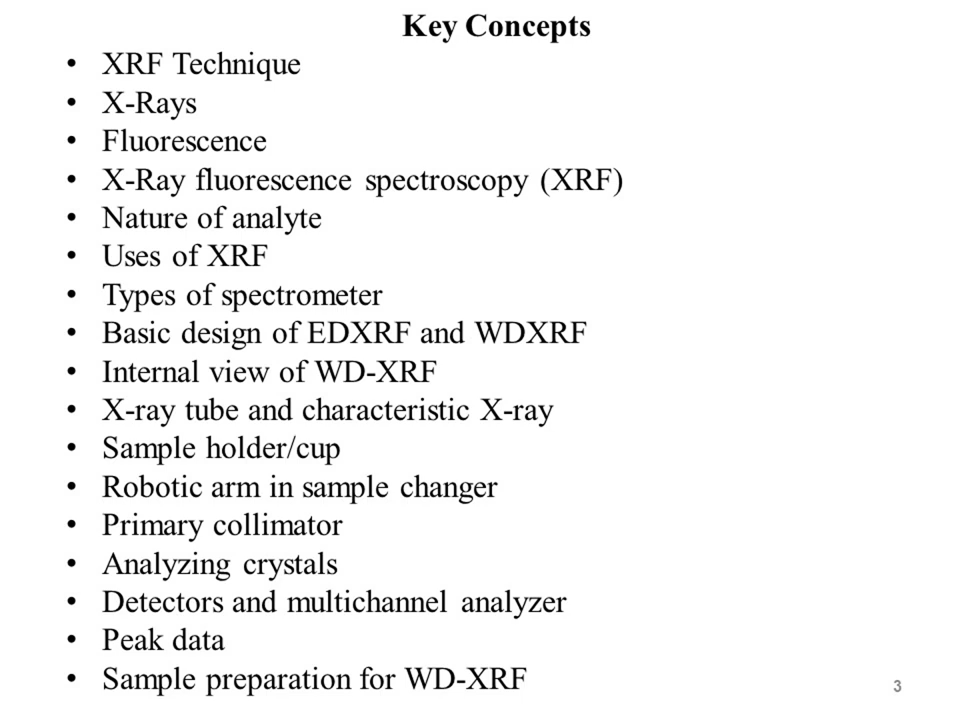 Key Concepts
• XRF Technique
• X-Rays
• Fluorescence
• X-Ray fluorescence spectroscopy (XRF)
• Nature of analyte
• Uses of XRF
• Types of spectrometer
• Basic design of EDXRF and WDXRF
• Internal view of WD-XRF
• X-ray tube and characteristic X-ray
• Sample holder/cup
• Robotic arm in sample changer
• Primary collimator
• Analyzing crystals
• Detectors and multichannel analyzer
• Peak data
• Sample preparation for WD-XRF
3